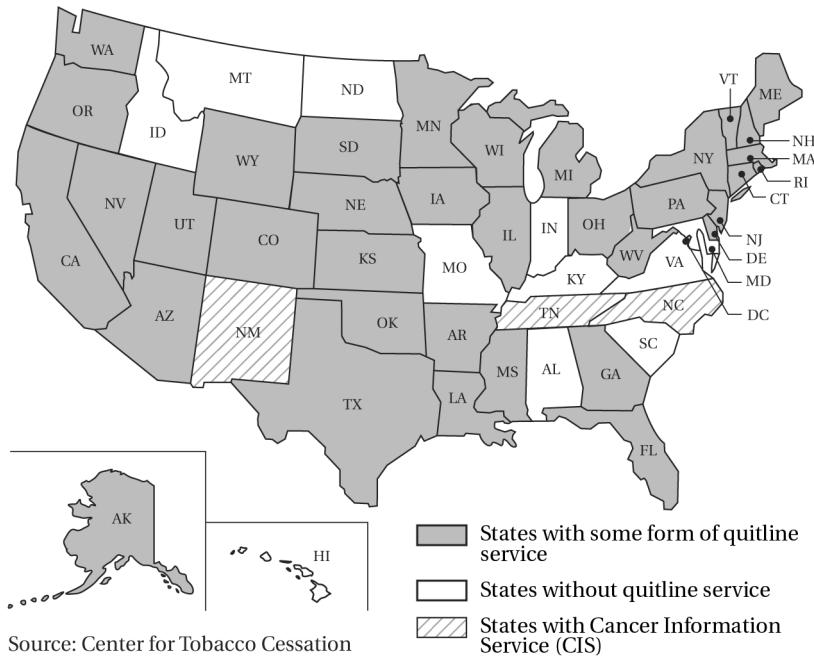 WA
MT
ND
VT
ME
OR
ID
MN
NH
MA
SD
WI
NY
RI
WY
MI
CT
NV
UT
NE
IA
PA
CO
IL
IN
OH
NJ
CA
KS
MO
WV
VA
DE
MD
KY
AZ
NM
OK
TN
NC
DC
AR
SC
TX
LA
MS
AL
GA
FL
AK
HI
States with some form of quitline
service
States without quitline service
States with Cancer Information
Service (CIS)
Source: Center for Tobacco Cessation